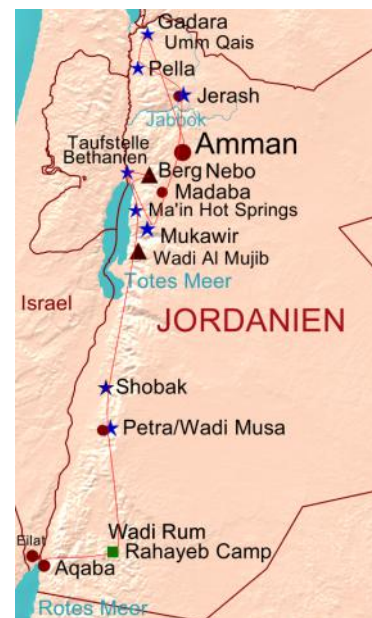 Gadara
Umm Qais
Pella
Jerash
Jabbok
Amman
Taufstelle
Bethanien
Berg Nebo
Madaba
Ma'in Hot Springs
Mukawir
Wadi Al Mujib
Totes Meer
Israel
JORDANIEN
Shobak
Petra/Wadi Musa
Wadi Rum
Rahayeb Camp
Eilat
Aqaba
Rotes Meer